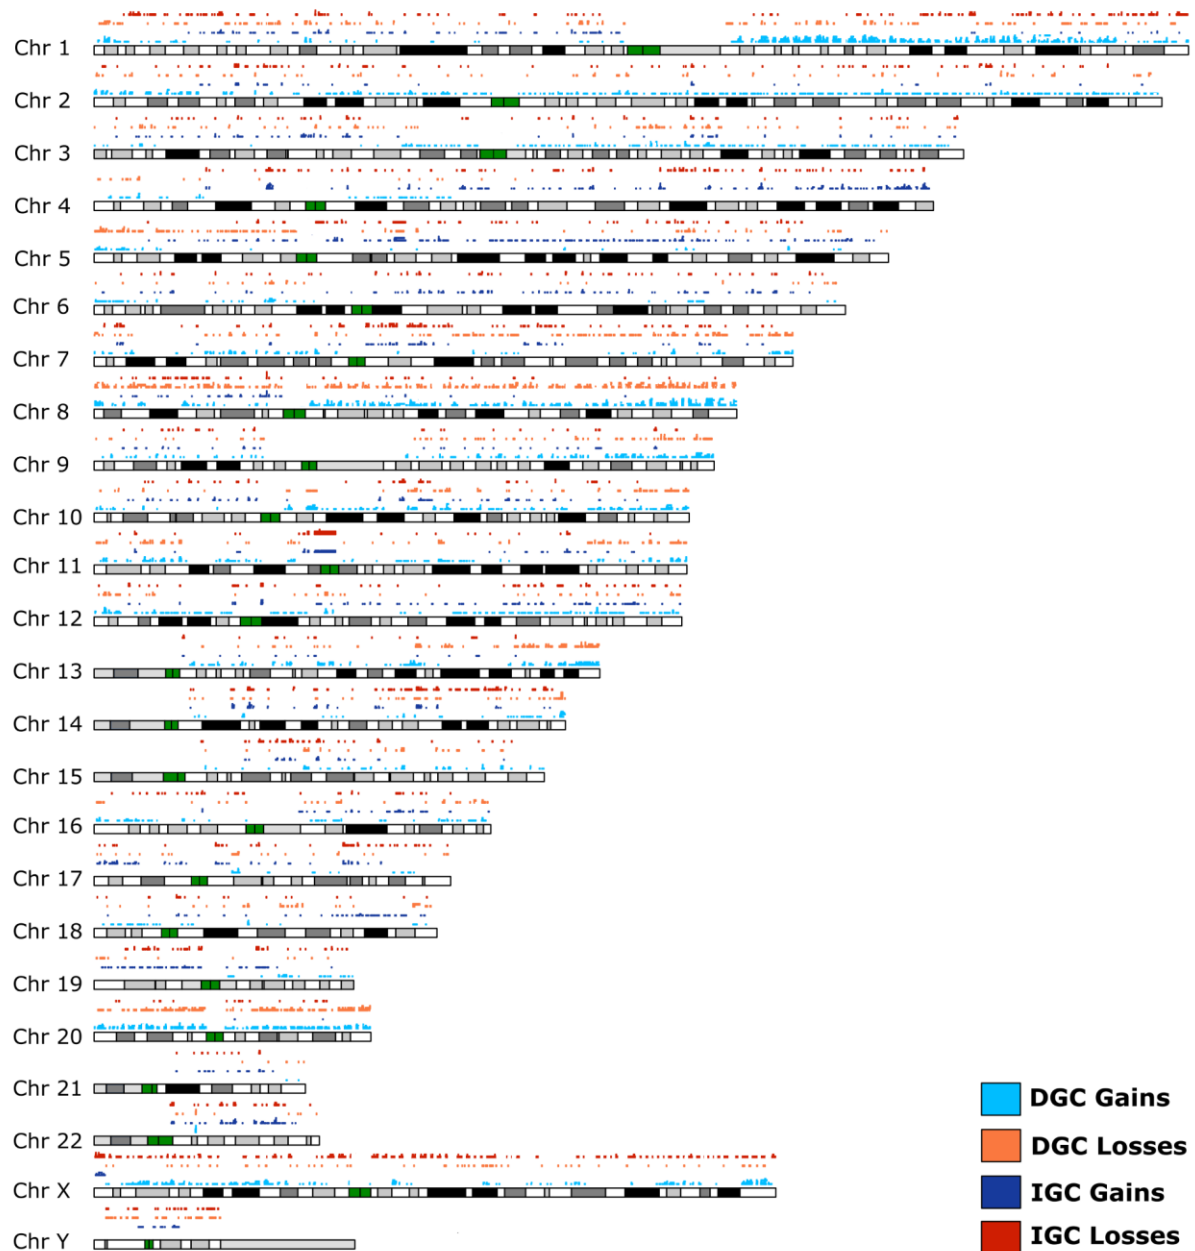 Chr 1
Chr 2
Chr 3
Chr 4
Chr 5
Chr 6
Chr 7
Chr 8
Chr 9
Chr 10
Chr 11
Chr 12
Chr 13
Chr 14
Chr 15
Chr 16
Chr 17
Chr 18
Chr 19
Chr 20
Chr 21
Chr 22
Chr X
Chr Y
DGC Gains
DGC Losses
IGC Gains
IGC Losses